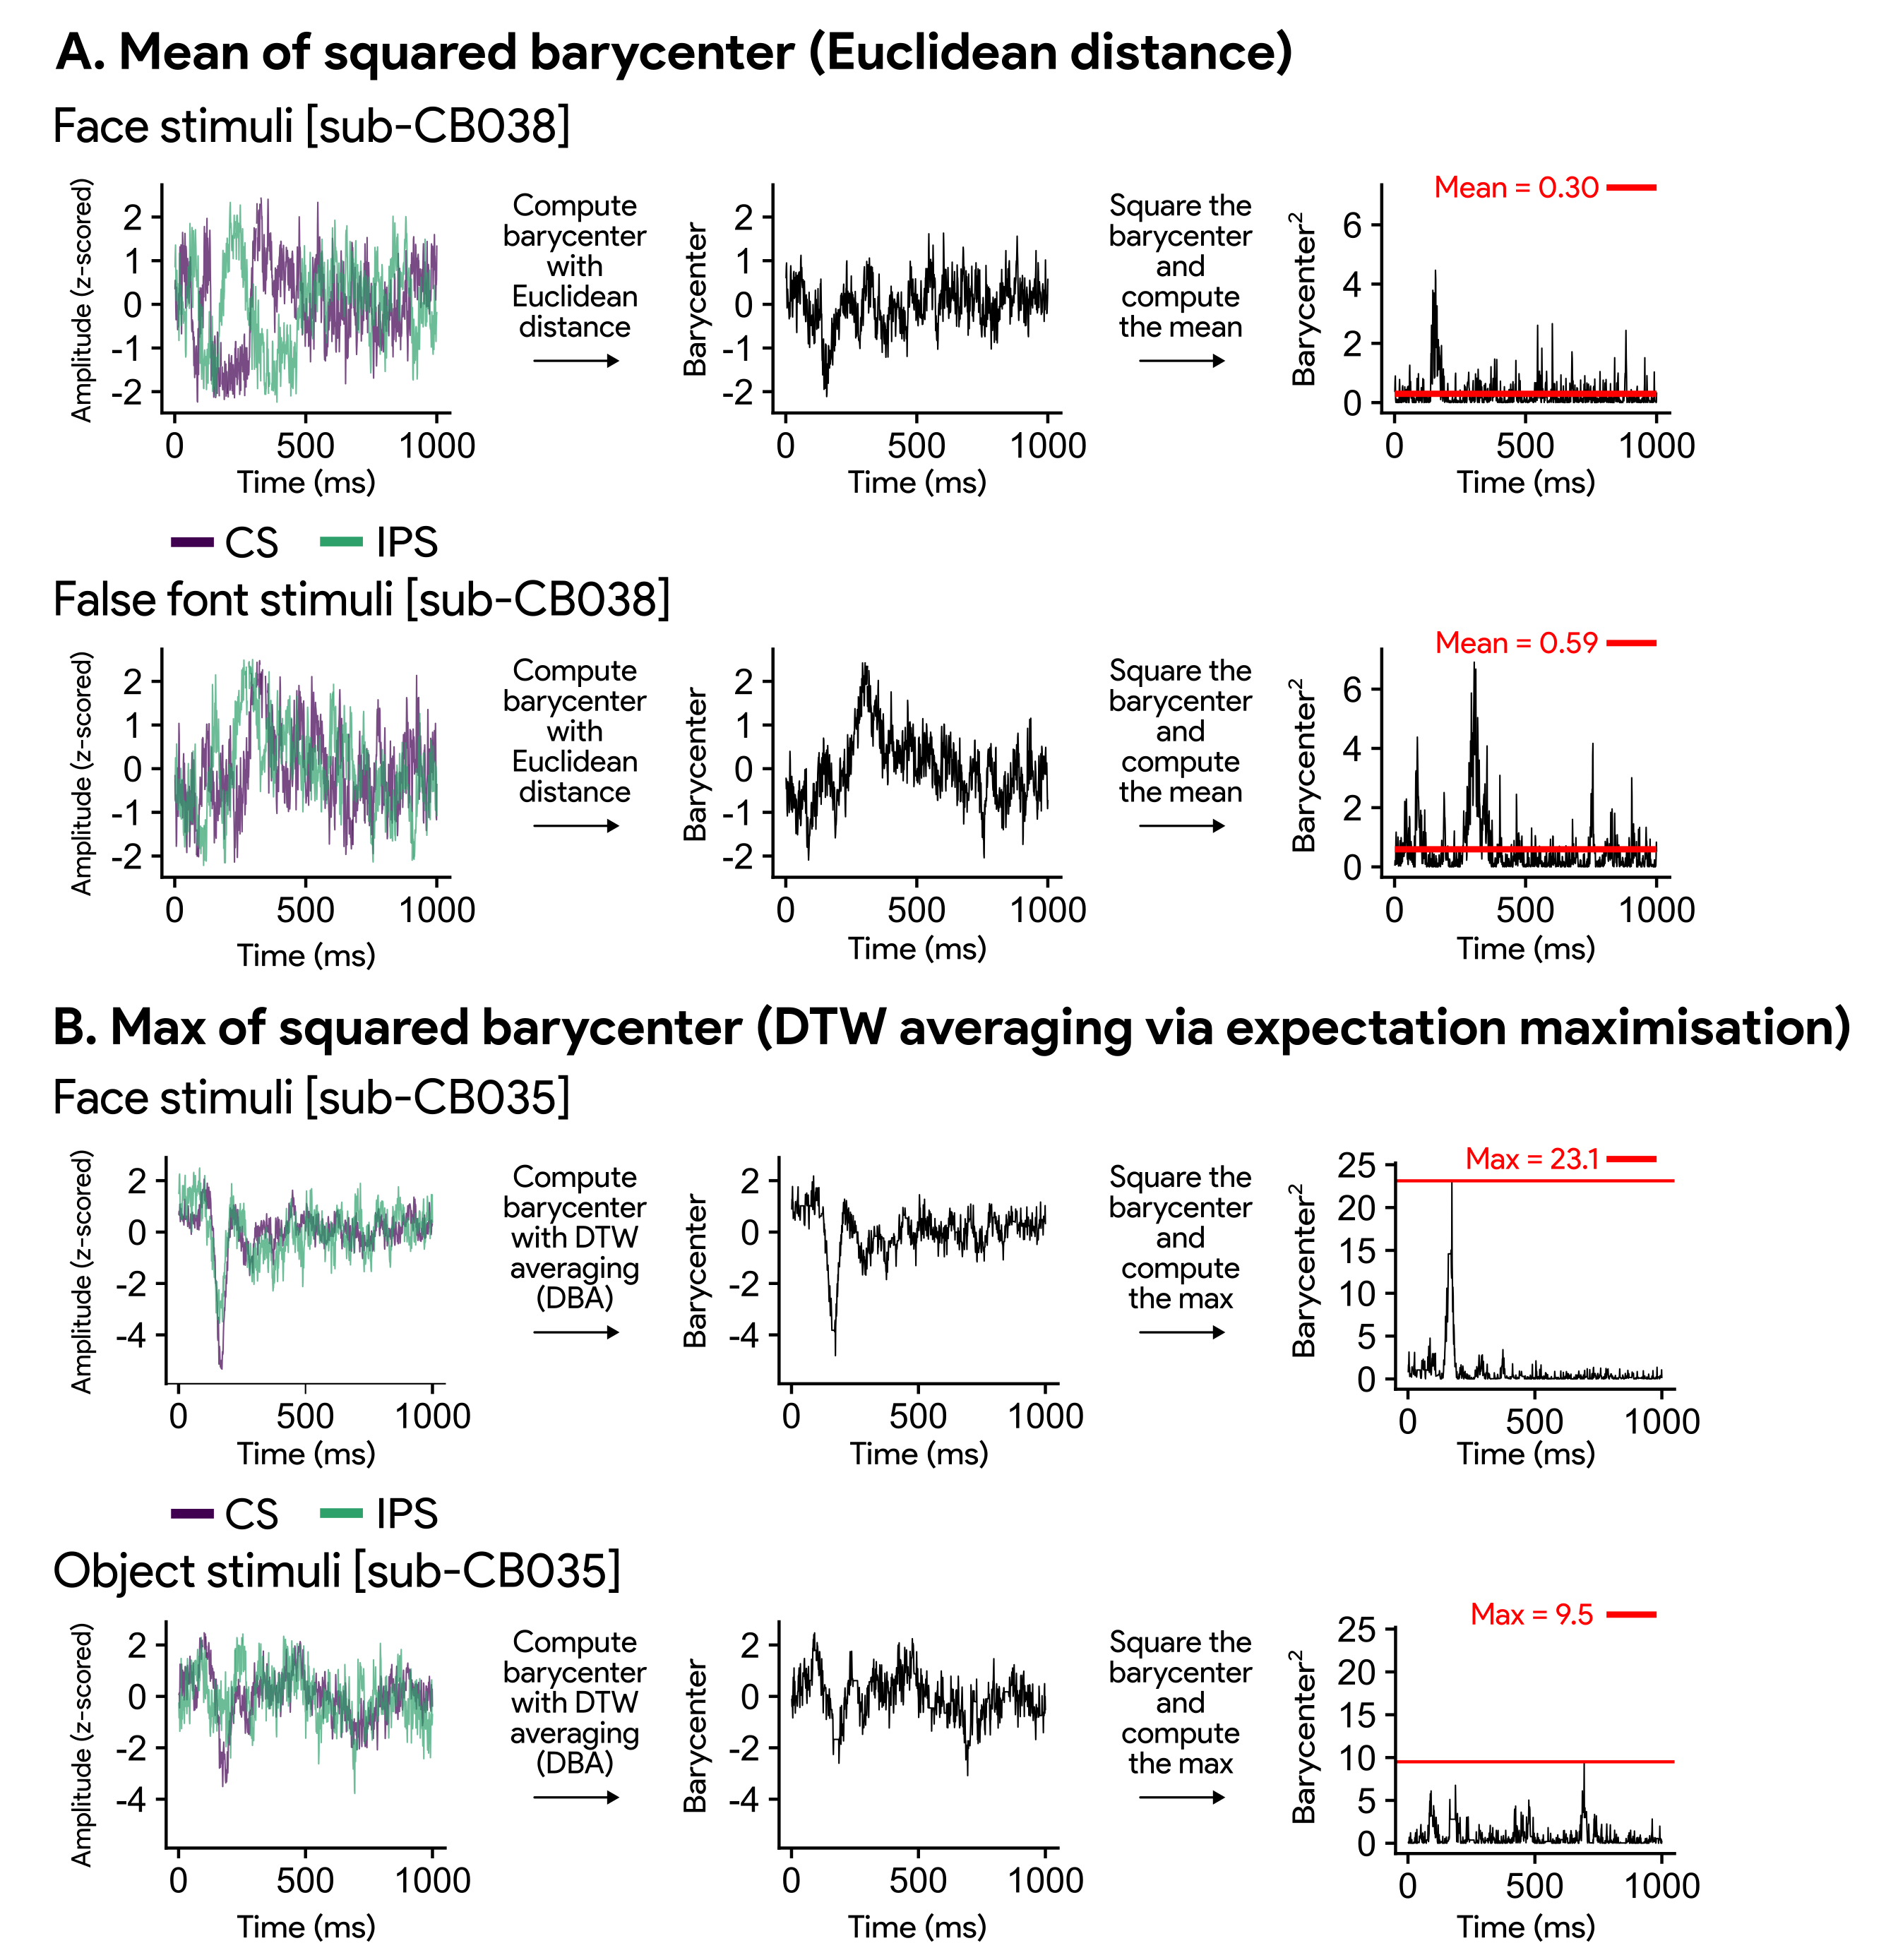 A. Mean of squared barycenter (Euclidean distance)
Face stimuli [sub-CB038]
Amplitude (z-scored)
2
1
0
-1
-2
0 500 1000
Time (ms)
Compute
barycenter
with
Euclidean
distance
Barycenter
2
1
0
-1
-2
0 500 1000
Time (ms)
Square the
barycenter
and
compute
the mean
Mean = 0.30
Barycenter²
6
4
2
0
0 500 1000
Time (ms)
CS IPS
False font stimuli [sub-CB038]
Amplitude (z-scored)
2
1
0
-1
-2
0 500 1000
Time (ms)
Compute
barycenter
with
Euclidean
distance
Barycenter
2
1
0
-1
-2
0 500 1000
Time (ms)
Square the
barycenter
and
compute
the mean
Mean = 0.59
Barycenter²
6
4
2
0
0 500 1000
Time (ms)
B. Max of squared barycenter (DTW averaging via expectation maximisation)
Face stimuli [sub-CB035]
Amplitude (z-scored)
2
0
-2
-4
0 500 1000
Time (ms)
Compute
barycenter
with DTW
averaging
(DBA)
Barycenter
2
0
-2
-4
0 500 1000
Time (ms)
Square the
barycenter
and
compute
the max
Max = 23.1
Barycenter²
25
20
15
10
5
0
0 500 1000
Time (ms)
CS IPS
Object stimuli [sub-CB035]
Amplitude (z-scored)
2
0
-2
-4
0 500 1000
Time (ms)
Compute
barycenter
with DTW
averaging
(DBA)
Barycenter
2
0
-2
-4
0 500 1000
Time (ms)
Square the
barycenter
and
compute
the max
Max = 9.5
Barycenter²
25
20
15
10
5
0
0 500 1000
Time (ms)